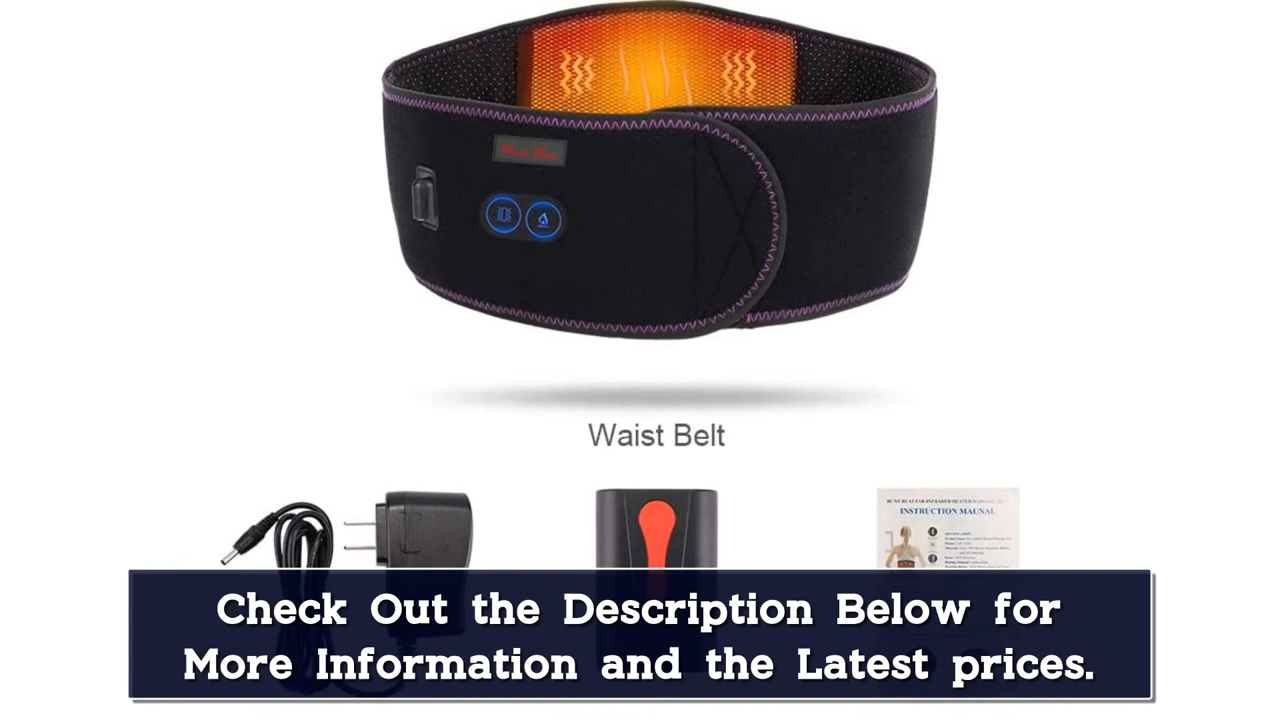 Waist Belt
INSTRUCTION MAUNAL
Check Out the Description Below for
More Information and the Latest prices.